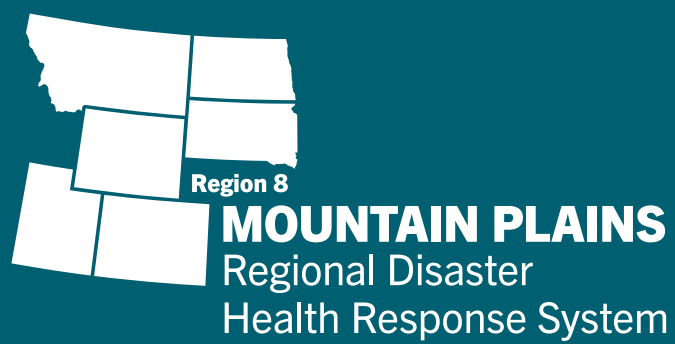 Region 8
MOUNTAIN PLAINS
Regional Disaster
Health Response System